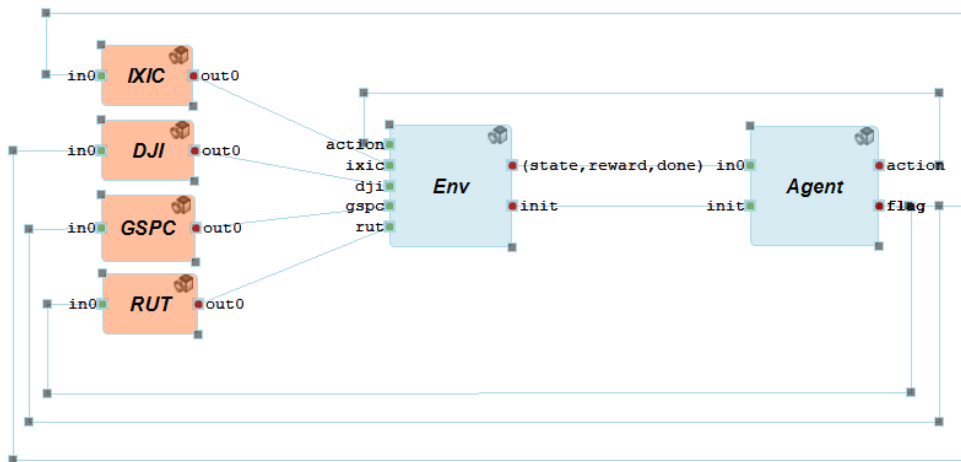 in0 IXIC out0
in0 DJI out0
in0 GSPC out0
in0 RUT out0
action
ixic
dji
gspc
rut
Env
(state,reward,done)
init
in0
init
Agent
action
flag